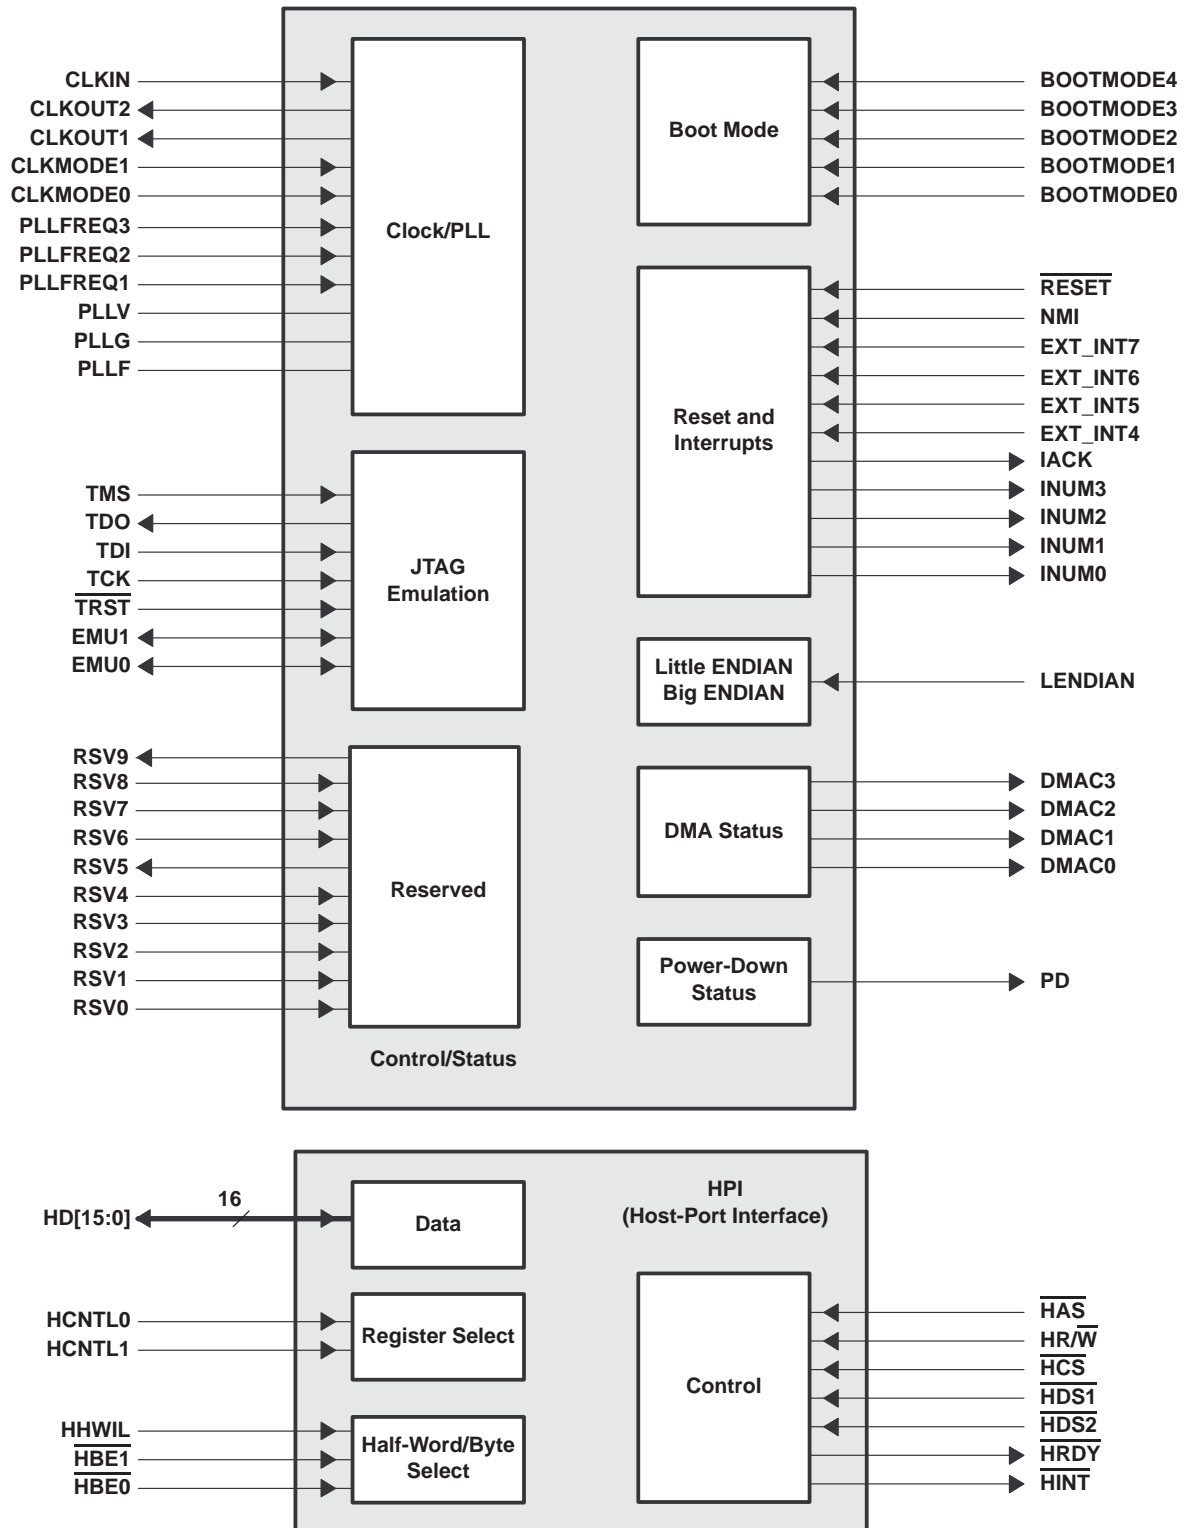 CLKIN
CLKOUT2
CLKOUT1
CLKMODE1
CLKMODE0
PLLFREQ3
PLLFREQ2
PLLFREQ1
PLLV
PLLG
PLLF
Clock/PLL
Boot Mode
BOOTMODE4
BOOTMODE3
BOOTMODE2
BOOTMODE1
BOOTMODE0
Reset and
Interrupts
RESET
NMI
EXT_INT7
EXT_INT6
EXT_INT5
EXT_INT4
IACK
INUM3
INUM2
INUM1
INUM0
TMS
TDO
TDI
TCK
TRST
EMU1
EMU0
JTAG
Emulation
Little ENDIAN
Big ENDIAN
LENDIAN
RSV9
RSV8
RSV7
RSV6
RSV5
RSV4
RSV3
RSV2
RSV1
RSV0
Reserved
DMA Status
DMAC3
DMAC2
DMAC1
DMAC0
Power-Down
Status
PD
Control/Status
HD[15:0]
16
Data
HPI
(Host-Port Interface)
HCNTL0
HCNTL1
Register Select
HHWIL
HBE1
HBE0
Half-Word/Byte
Select
Control
HAS
HR/W
HCS
HDS1
HDS2
HRDY
HINT